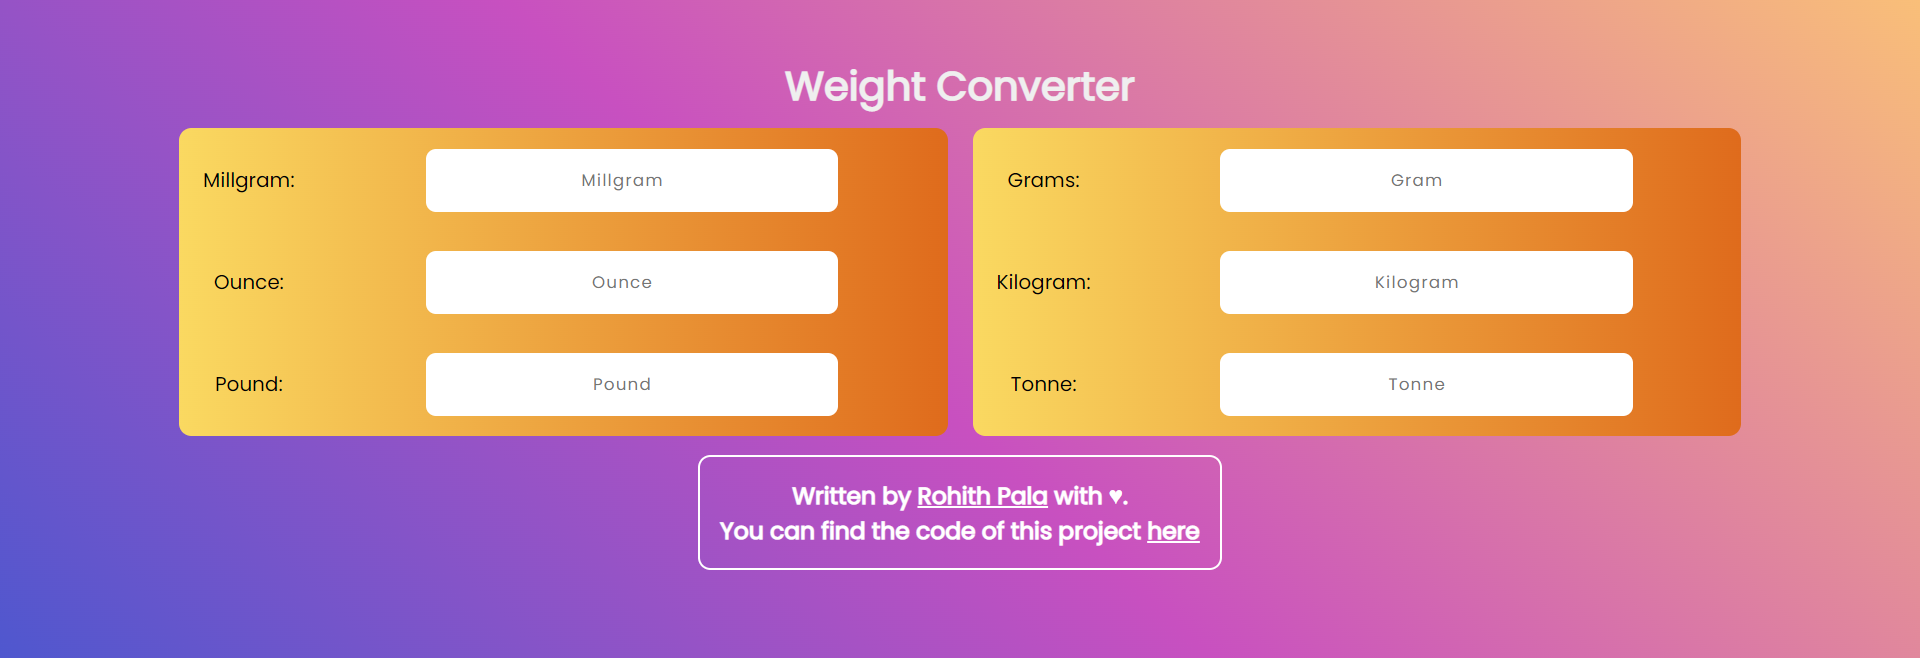 Weight Converter
Millgram:
Millgram
Ounce:
Ounce
Pound:
Pound
Grams:
Gram
Kilogram:
Kilogram
Tonne:
Tonne
Written by Rohith Pala with ♥.
You can find the code of this project here